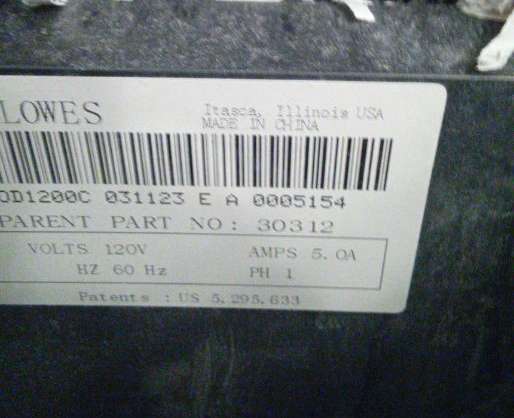 LOWES
Itasca, Illinois USA
MADE IN CHINA
OD1200C 031123 E A 0005154
PARENT PART NO: 30312
VOLTS 120V AMPS 5.0A
HZ 60 Hz PH 1
Patents : US 5,295,633